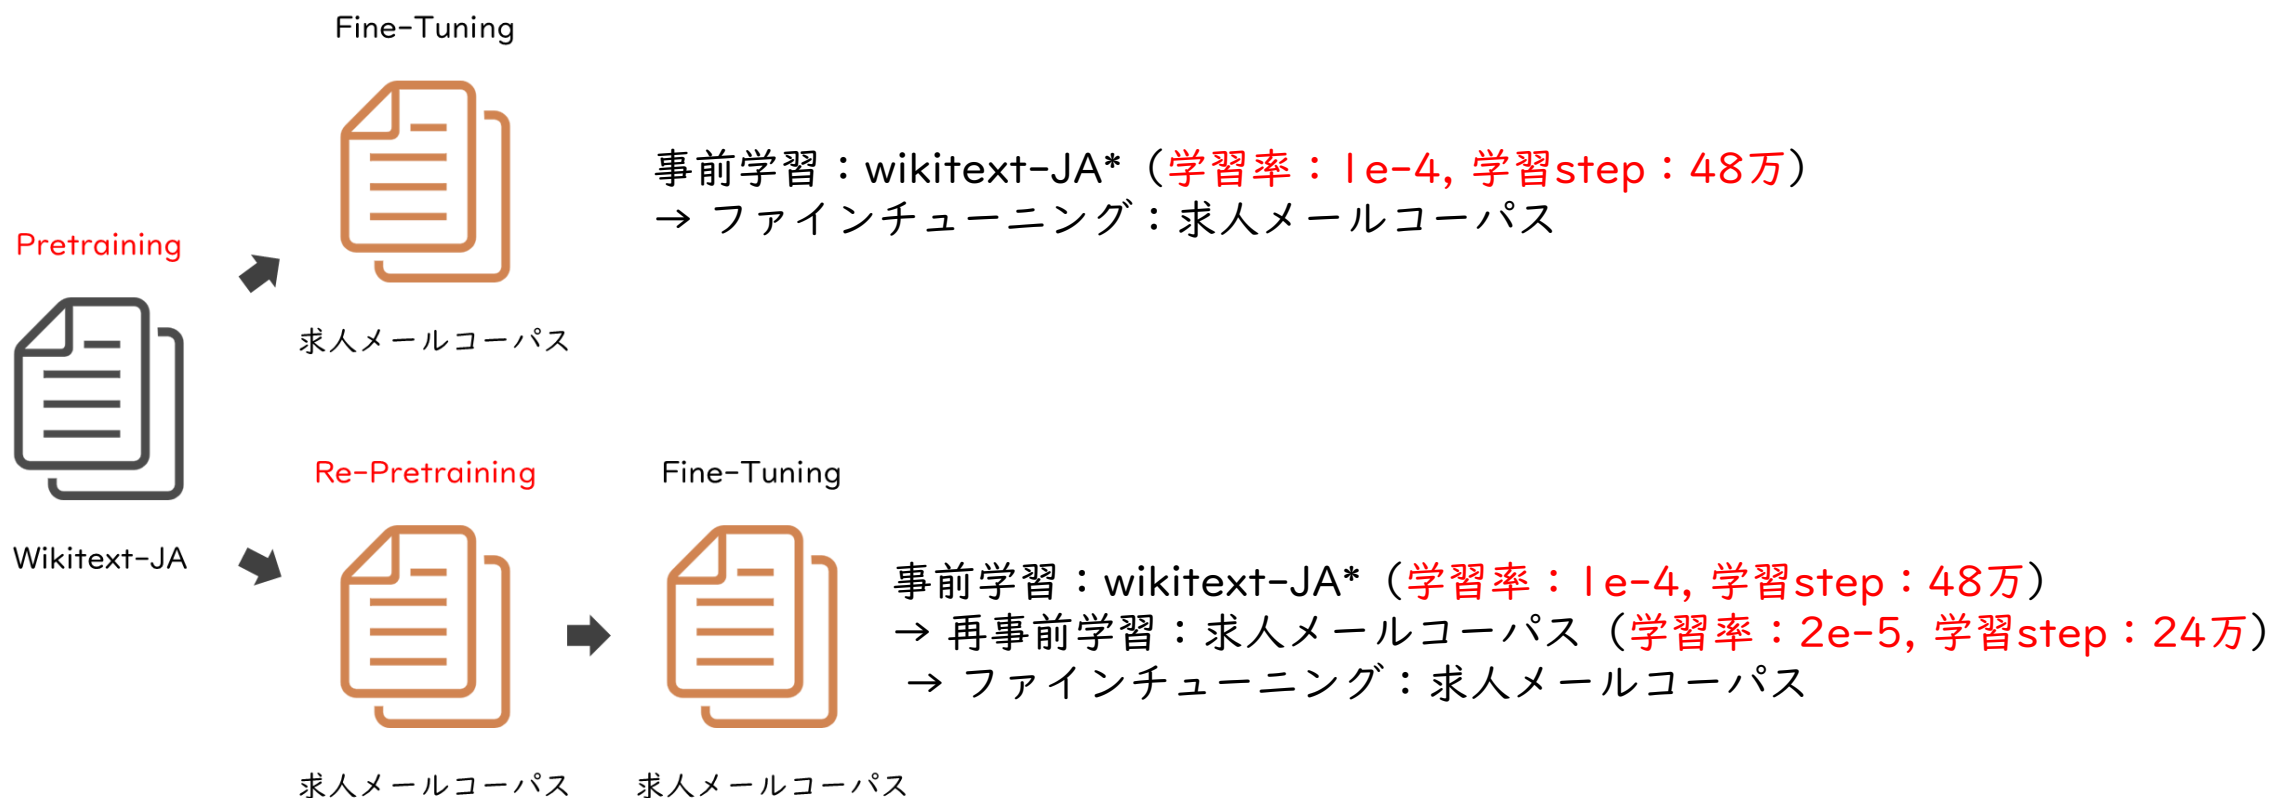 Fine-Tuning
事前学習：wikitext-JA*（学習率：1e-4, 学習step：48万）
→ ファインチューニング：求人メールコーパス
Pretraining
求人メールコーパス
Wikitext-JA
Re-Pretraining
Fine-Tuning
事前学習：wikitext-JA*（学習率：1e-4, 学習step：48万）
→ 再事前学習：求人メールコーパス（学習率：2e-5, 学習step：24万）
→ ファインチューニング：求人メールコーパス
求人メールコーパス
求人メールコーパス